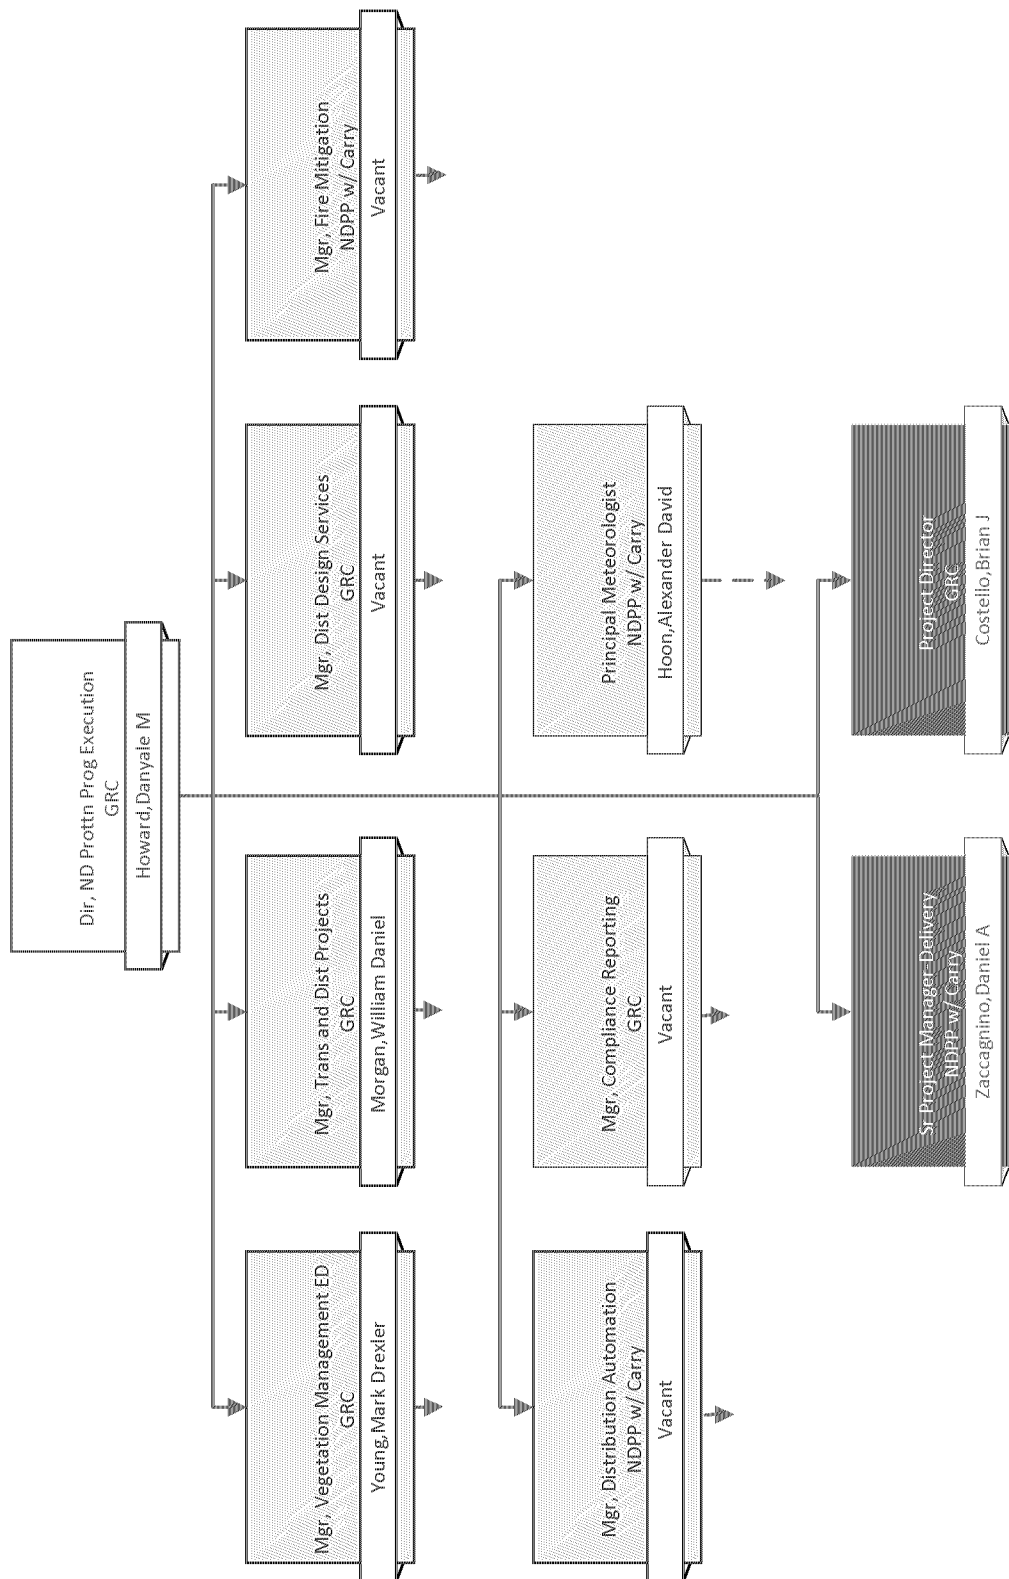 Dir, ND Prottn Prog Execution
GRC
Howard,Danyale M
Mgr, Vegetation Management ED
GRC
Young,Mark Drexier
Mgr, Trans and Dist Projects
GRC
Morgan,William Daniel
Mgr, Dist Design Services
GRC
Vacant
Mgr, Fire Mitigation
NDPP w/ Carry
Vacant
Mgr, Distribution Automation
NDPP w/ Carry
Vacant
Mgr, Compliance Reporting
GRC
Vacant
Principal Meteorologist
NDPP w/ Carry
Hoon,Alexander David
Sr Project Manager-Delivery
NDPP w/ Carry
Zaccagnino,Daniel A
Project Director
GRC
Costello,Brian J